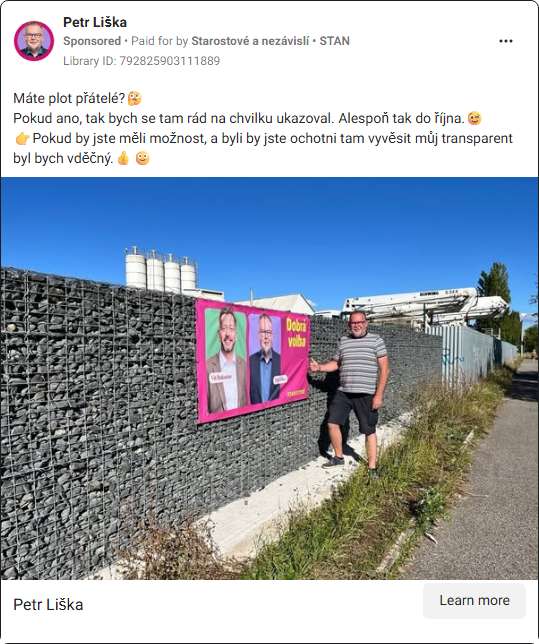 Petr Liška
Sponsored • Paid for by Starostové a nezávislí • STAN
Library ID: 792825903111889
Máte plot přátelé?🤔
Pokud ano, tak bych se tam rád na chvilku ukazoval. Alespoň tak do října.😉
👉Pokud by jste měli možnost, a byli by jste ochotni tam vyvěsit můj transparent
byl bych vděčný.👍 😉
Dobrá
volba
Petr Liška
Learn more